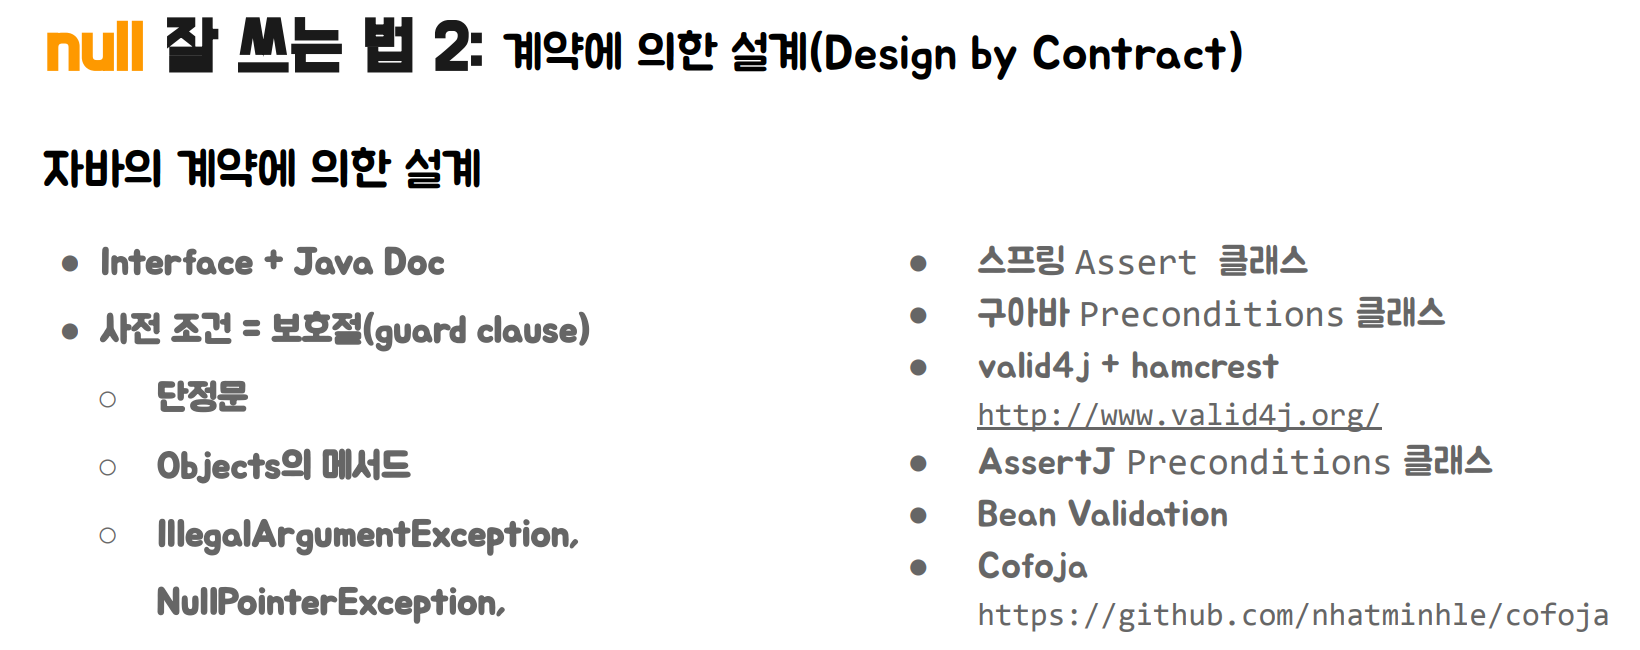 null 잘 쓰는 법 2: 계약에 의한 설계(Design by Contract)
자바의 계약에 의한 설계
● Interface + Java Doc
● 사전 조건 = 보호절(guard clause)
○ 단정문
○ Objects의 메서드
○ IllegalArgumentException,
NullPointerException,
● 스프링 Assert 클래스
● 구아바 Preconditions 클래스
● valid4j + hamcrest
http://www.valid4j.org/
● AssertJ Preconditions 클래스
● Bean Validation
● Cofoja
https://github.com/nhatminhle/cofoja